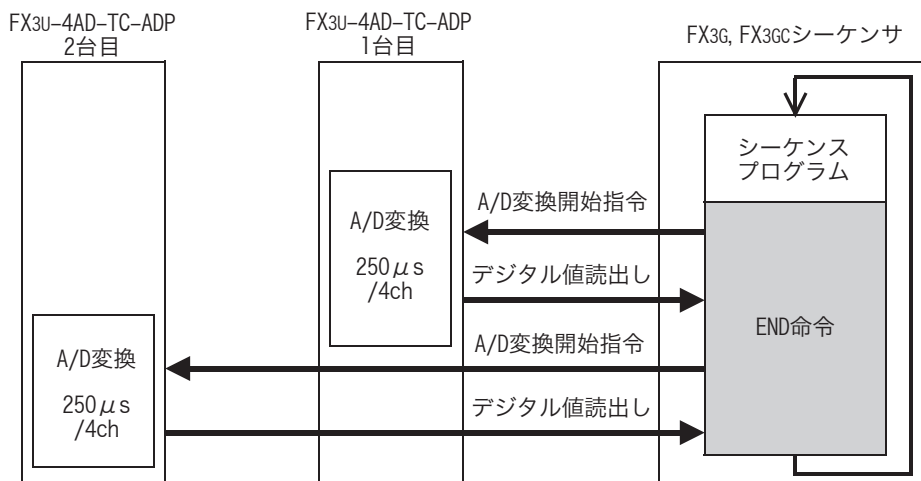 FX3U-4AD-TC-ADP
2台目
FX3U-4AD-TC-ADP
1台目
FX3G, FX3GCシーケンサ
シーケンス
プログラム
A/D変換開始指令
A/D変換
250μs
/4ch
デジタル値読出し
END命令
A/D変換開始指令
A/D変換
250μs
/4ch
デジタル値読出し